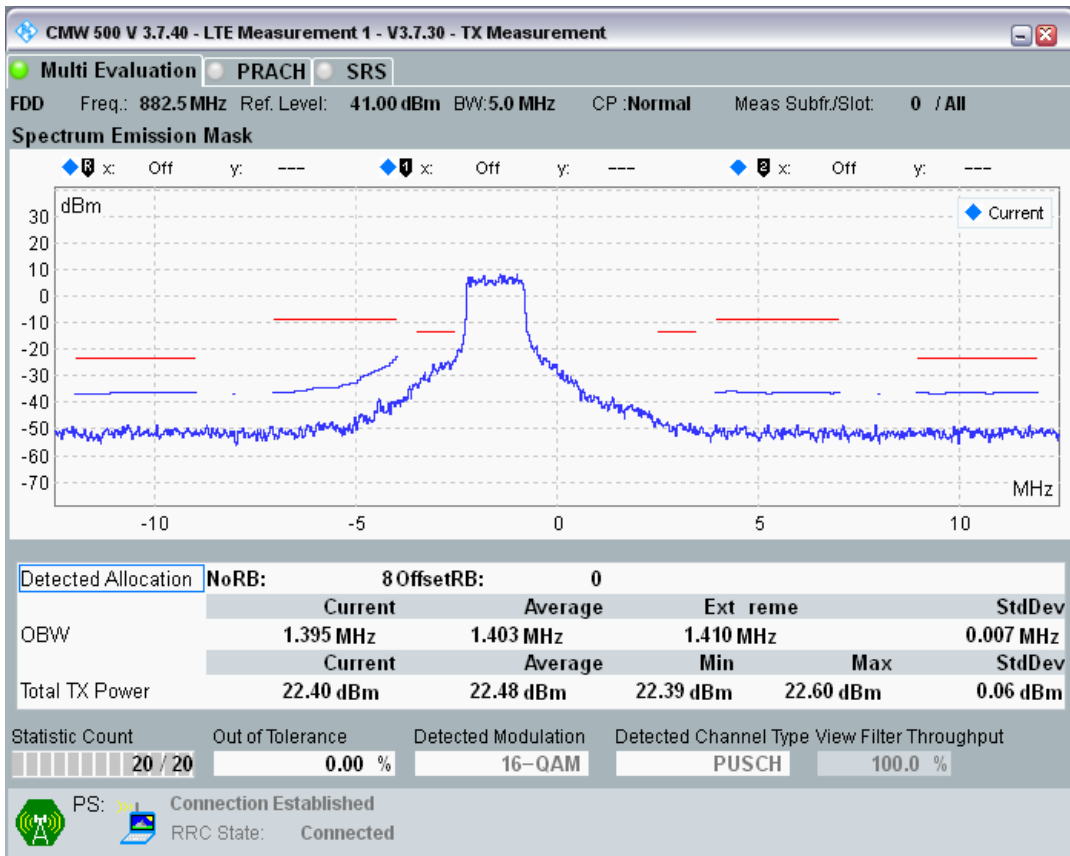 CMW 500 V 3.7.40 - LTE Measurement 1 - V3.7.30 - TX Measurement
Multi Evaluation PRACH SRS
FDD Freq.: 882.5 MHz Ref. Level: 41.00 dBm BW:5.0 MHz CP :Normal Meas Subfr./Slot: 0 / All
Spectrum Emission Mask
R x: Off y: --- 1 x: Off y: --- 2 x: Off y: ---
dBm
Current
30
20
10
0
-10
-20
-30
-40
-50
-60
-70
MHz
-10 -5 0 5 10
Detected Allocation NoRB: 8 OffsetRB: 0
Current Average Ext reme StdDev
OBW 1.395 MHz 1.403 MHz 1.410 MHz 0.007 MHz
Current Average Min Max StdDev
Total TX Power 22.40 dBm 22.48 dBm 22.39 dBm 22.60 dBm 0.06 dBm
Statistic Count Out of Tolerance Detected Modulation Detected Channel Type View Filter Throughput
20 / 20 0.00 % 16-QAM PUSCH 100.0 %
PS: Connection Established
RRC State: Connected